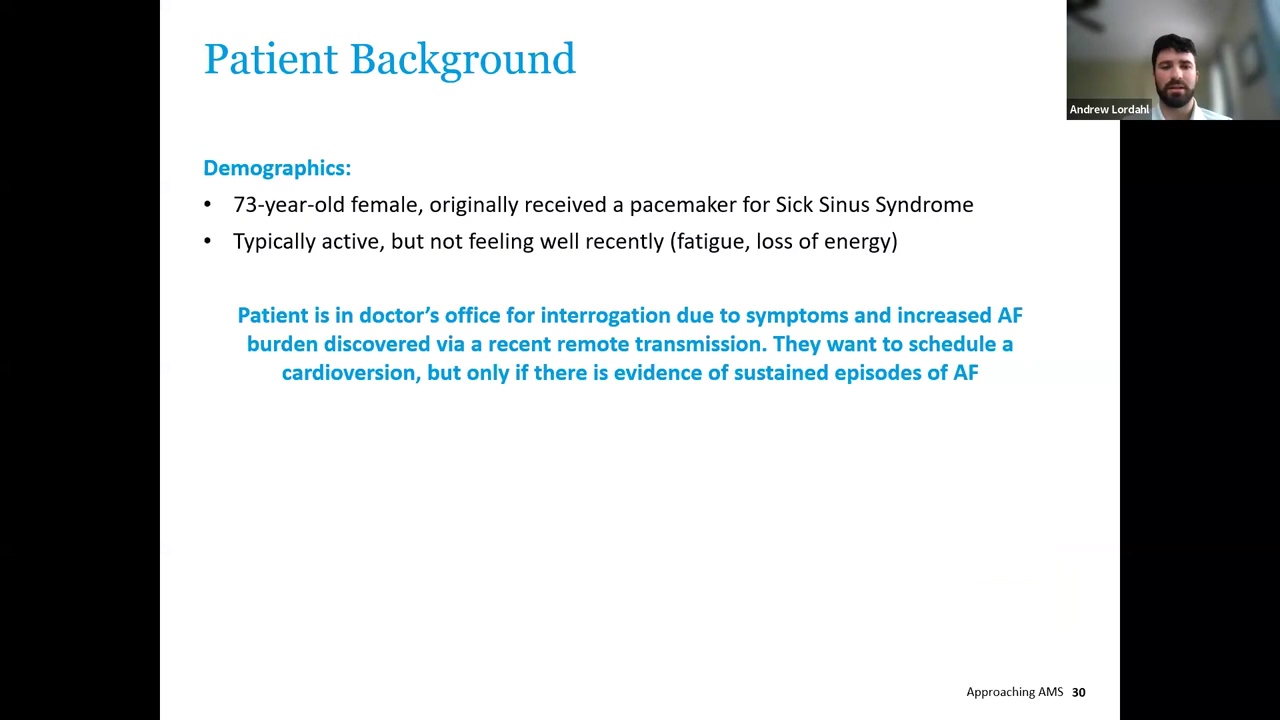 Patient Background
Andrew Lordahl
Demographics:
• 73-year-old female, originally received a pacemaker for Sick Sinus Syndrome
• Typically active, but not feeling well recently (fatigue, loss of energy)
Patient is in doctor’s office for interrogation due to symptoms and increased AF
burden discovered via a recent remote transmission. They want to schedule a
cardioversion, but only if there is evidence of sustained episodes of AF
Approaching AMS 30